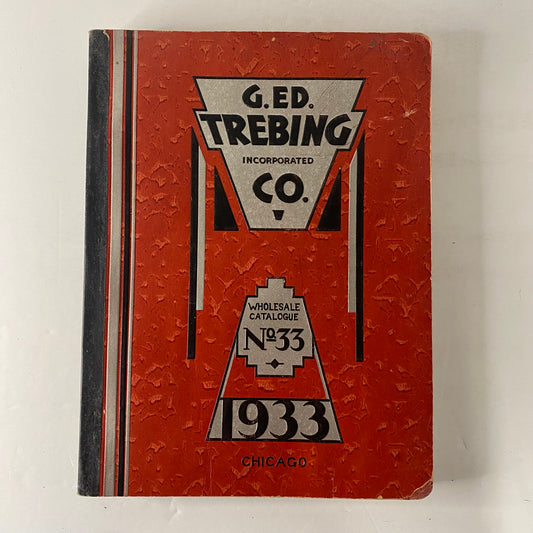 G. ED.
TREBING
INCORPORATED
CO.
WHOLESALE
CATALOGUE
Nº33
1933
CHICAGO